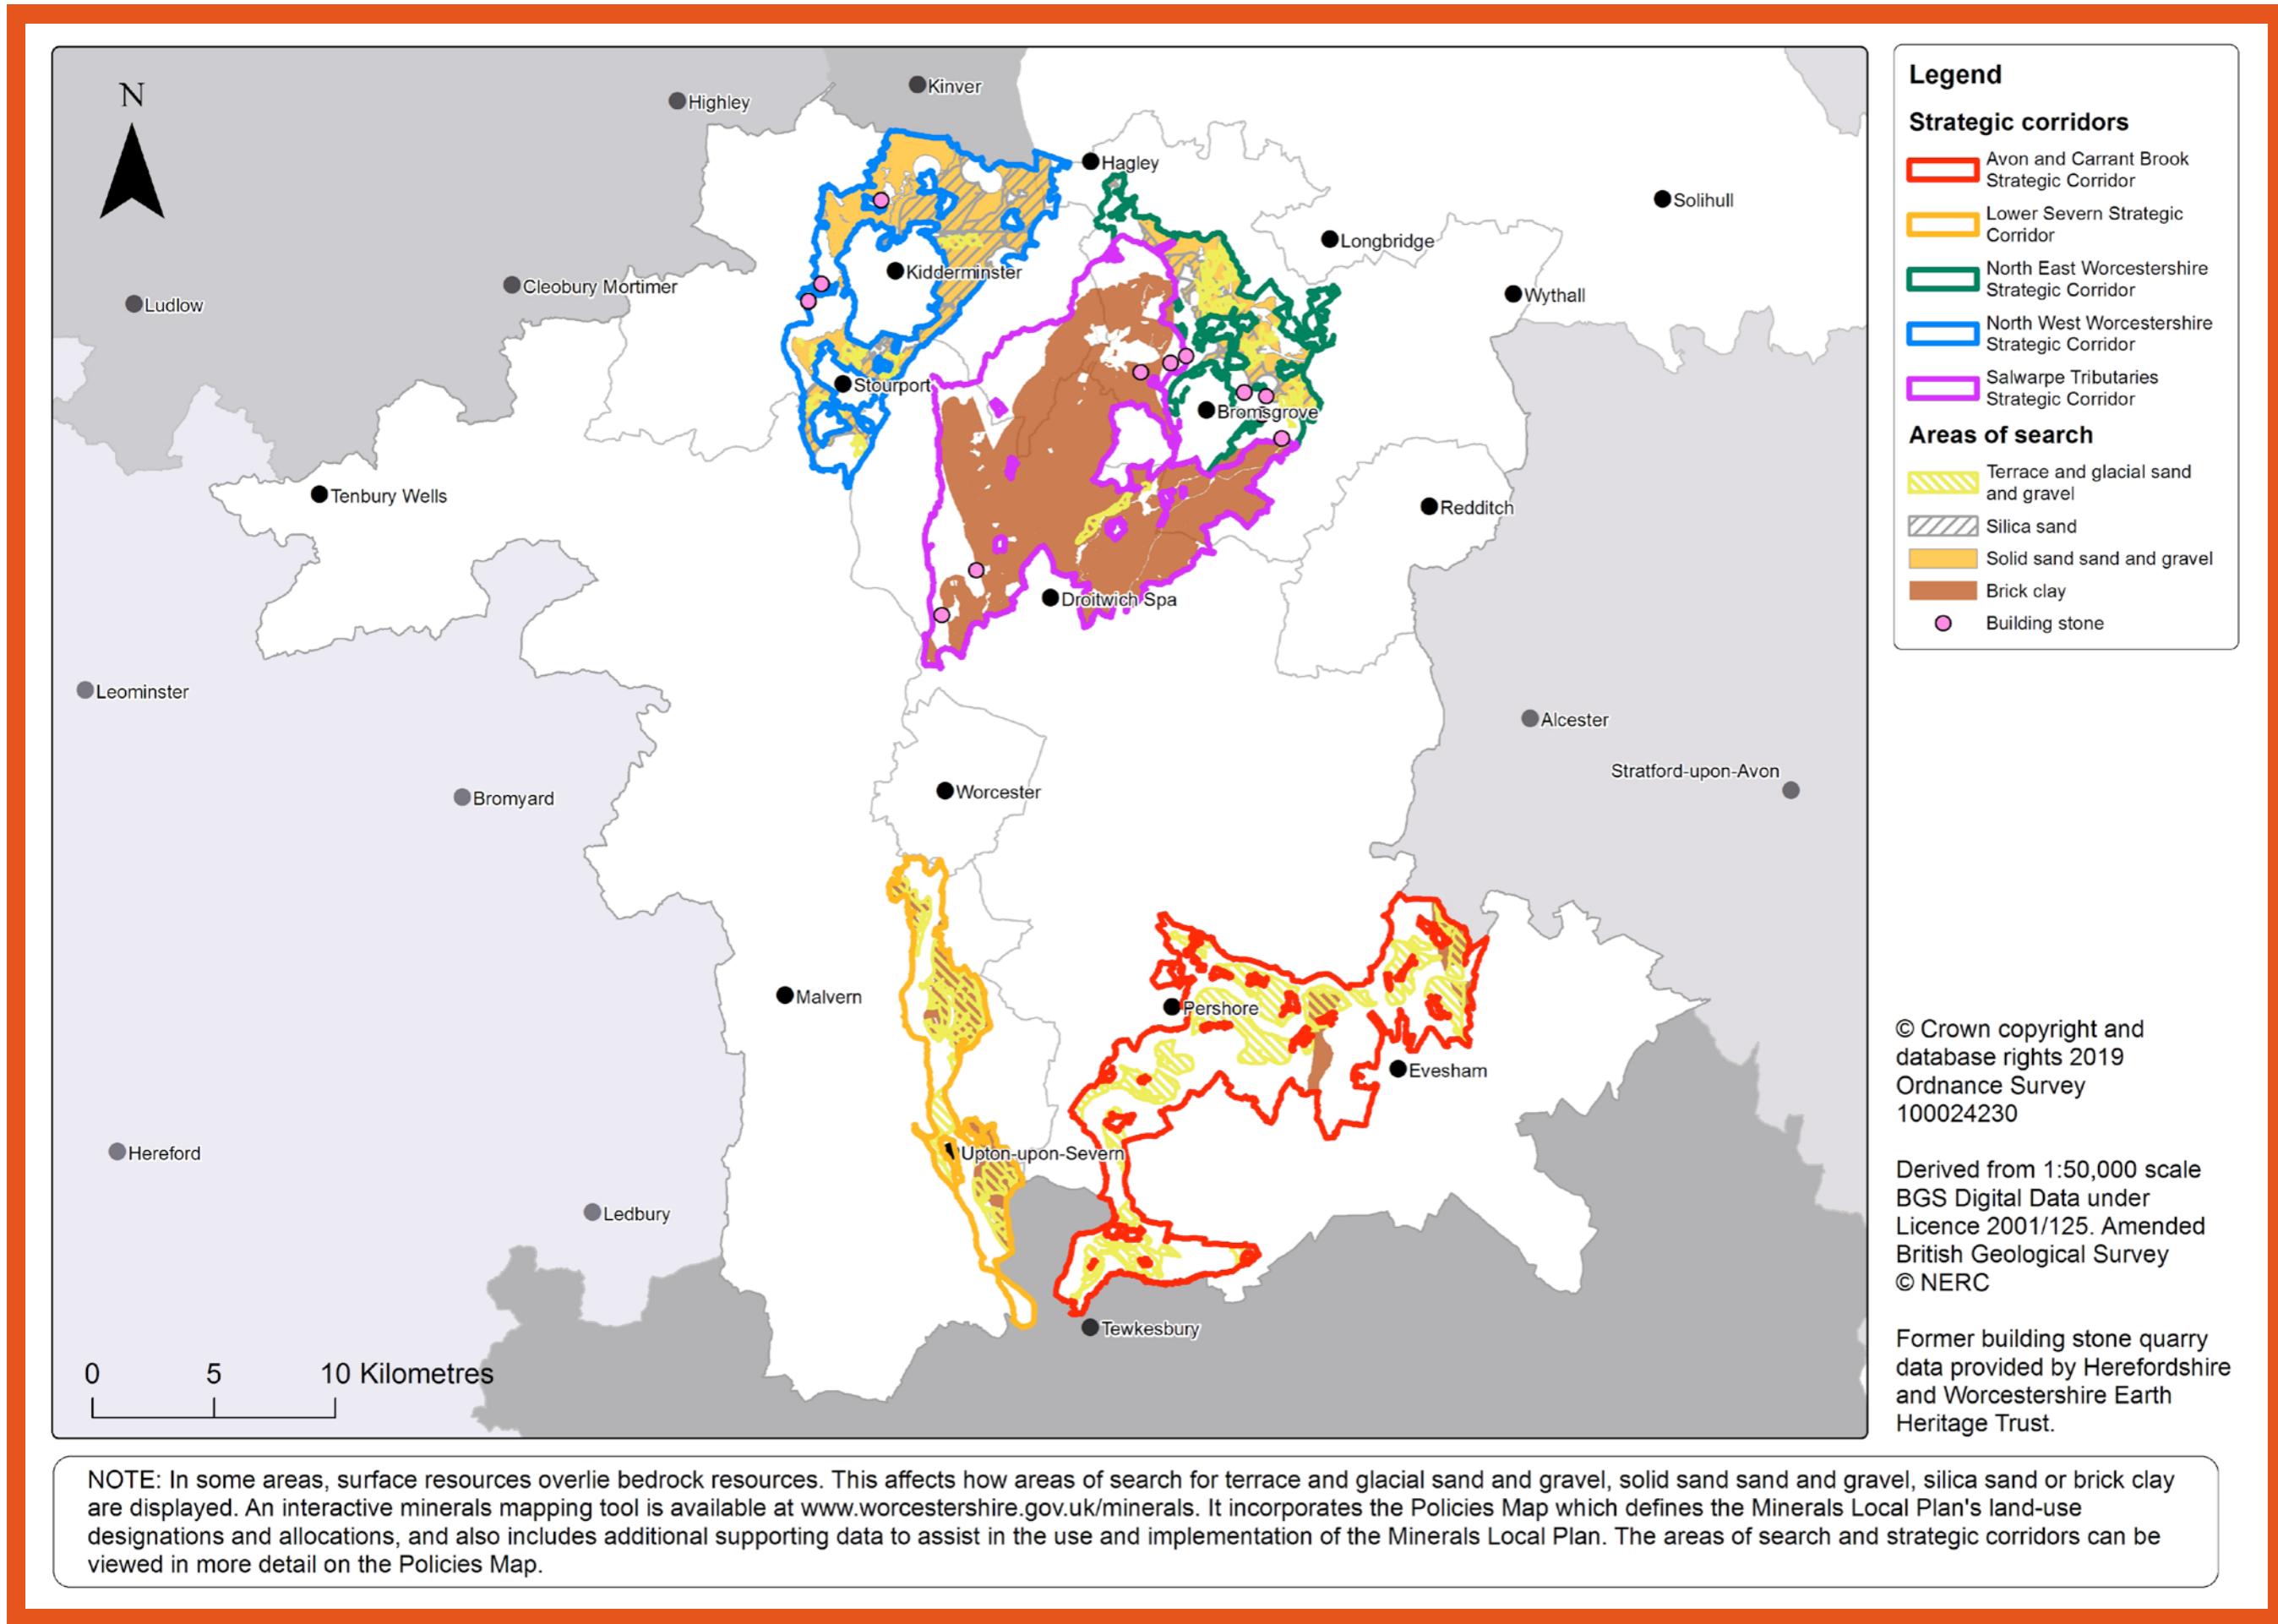 N
Kinver
Highley
Hagley
Solihull
Longbridge
Kidderminster
Cleobury Mortimer
Ludlow
Wythall
Stourport
Bromsgrove
Tenbury Wells
Redditch
Droitwich Spa
Leominster
Alcester
Stratford-upon-Avon
Bromyard
Worcester
Malvern
Pershore
Evesham
Hereford
Upton-upon-Severn
Ledbury
Tewkesbury
0 5 10 Kilometres
Legend
Strategic corridors
Avon and Carrant Brook
Strategic Corridor
Lower Severn Strategic
Corridor
North East Worcestershire
Strategic Corridor
North West Worcestershire
Strategic Corridor
Salwarpe Tributaries
Strategic Corridor
Areas of search
Terrace and glacial sand
and gravel
Silica sand
Solid sand sand and gravel
Brick clay
Building stone
© Crown copyright and
database rights 2019
Ordnance Survey
100024230
Derived from 1:50,000 scale
BGS Digital Data under
Licence 2001/125. Amended
British Geological Survey
© NERC
Former building stone quarry
data provided by Herefordshire
and Worcestershire Earth
Heritage Trust.
NOTE: In some areas, surface resources overlie bedrock resources. This affects how areas of search for terrace and glacial sand and gravel, solid sand sand and gravel, silica sand or brick clay
are displayed. An interactive minerals mapping tool is available at www.worcestershire.gov.uk/minerals. It incorporates the Policies Map which defines the Minerals Local Plan's land-use
designations and allocations, and also includes additional supporting data to assist in the use and implementation of the Minerals Local Plan. The areas of search and strategic corridors can be
viewed in more detail on the Policies Map.